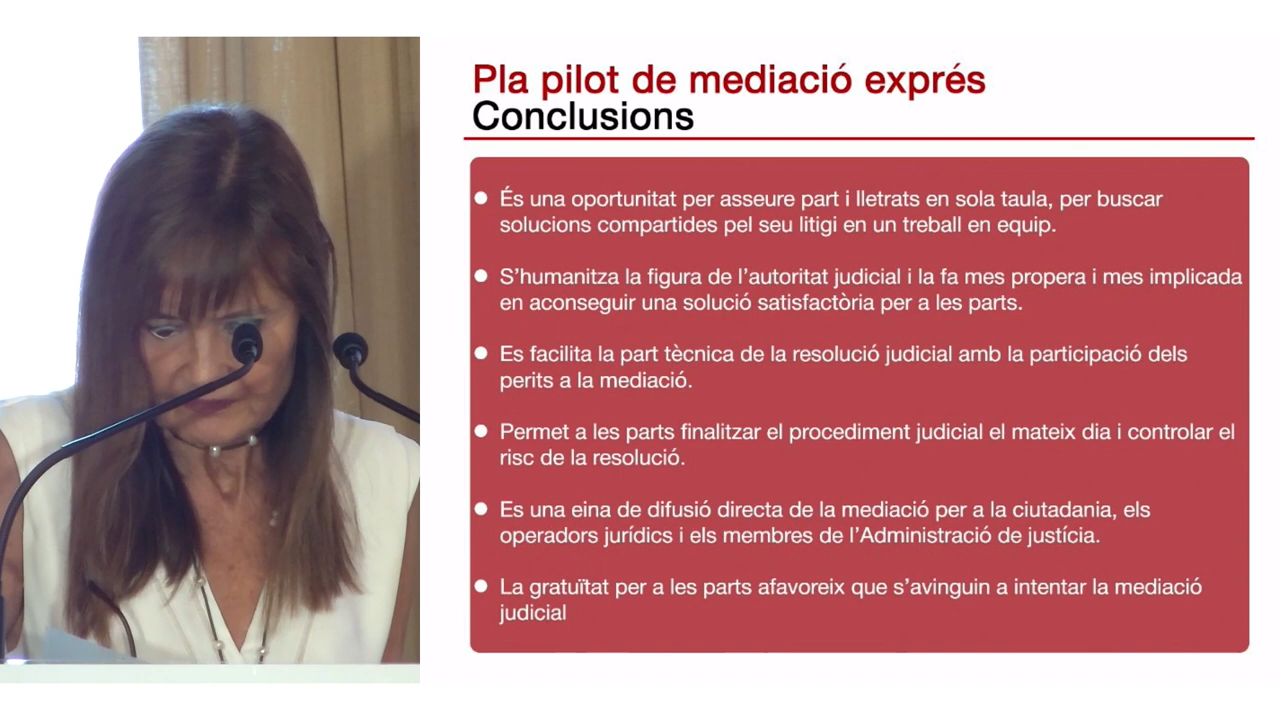 Pla pilot de mediació exprés
Conclusions
● És una oportunitat per asseure part i lletrats en sola taula, per buscar
solucions compartides pel seu litigi en un treball en equip.
● S'humanitza la figura de l'autoritat judicial i la fa mes propera i mes implicada
en aconseguir una solució satisfactòria per a les parts.
● Es facilita la part tècnica de la resolució judicial amb la participació dels
perits a la mediació.
● Permet a les parts finalitzar el procediment judicial el mateix dia i controlar el
risc de la resolució.
● Es una eina de difusió directa de la mediació per a la ciutadania, els
operadors jurídics i els membres de l'Administració de justícia.
● La gratuïtat per a les parts afavoreix que s'avinguin a intentar la mediació
judicial